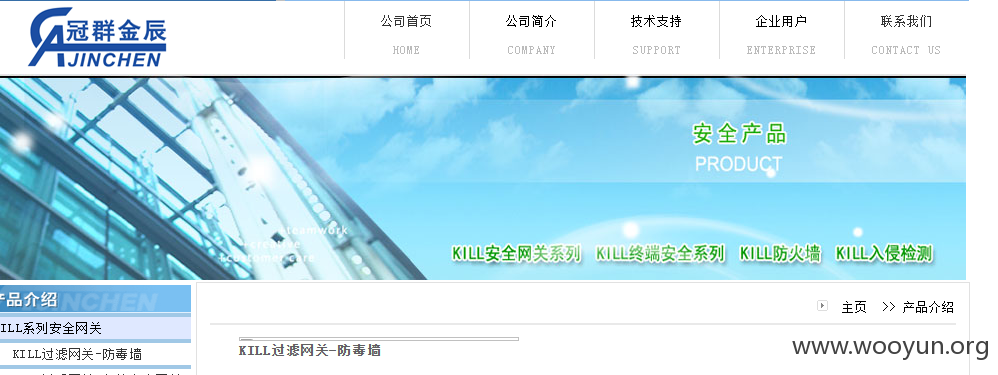 冠群金辰
JINCHEN
公司首页 公司简介 技术支持 企业用户 联系我们
HOME COMPANY SUPPORT ENTERPRISE CONTACT US
安全产品
PRODUCT
+teamwork
+creative
+customer care
KILL安全网关系列 KILL终端安全系列 KILL防火墙 KILL入侵检测
产品介绍
JINCHEN
主页 >> 产品介绍
ILL系列安全网关
KILL过滤网关-防毒墙
KILL过滤网关-防毒墙
www.wooyun.org